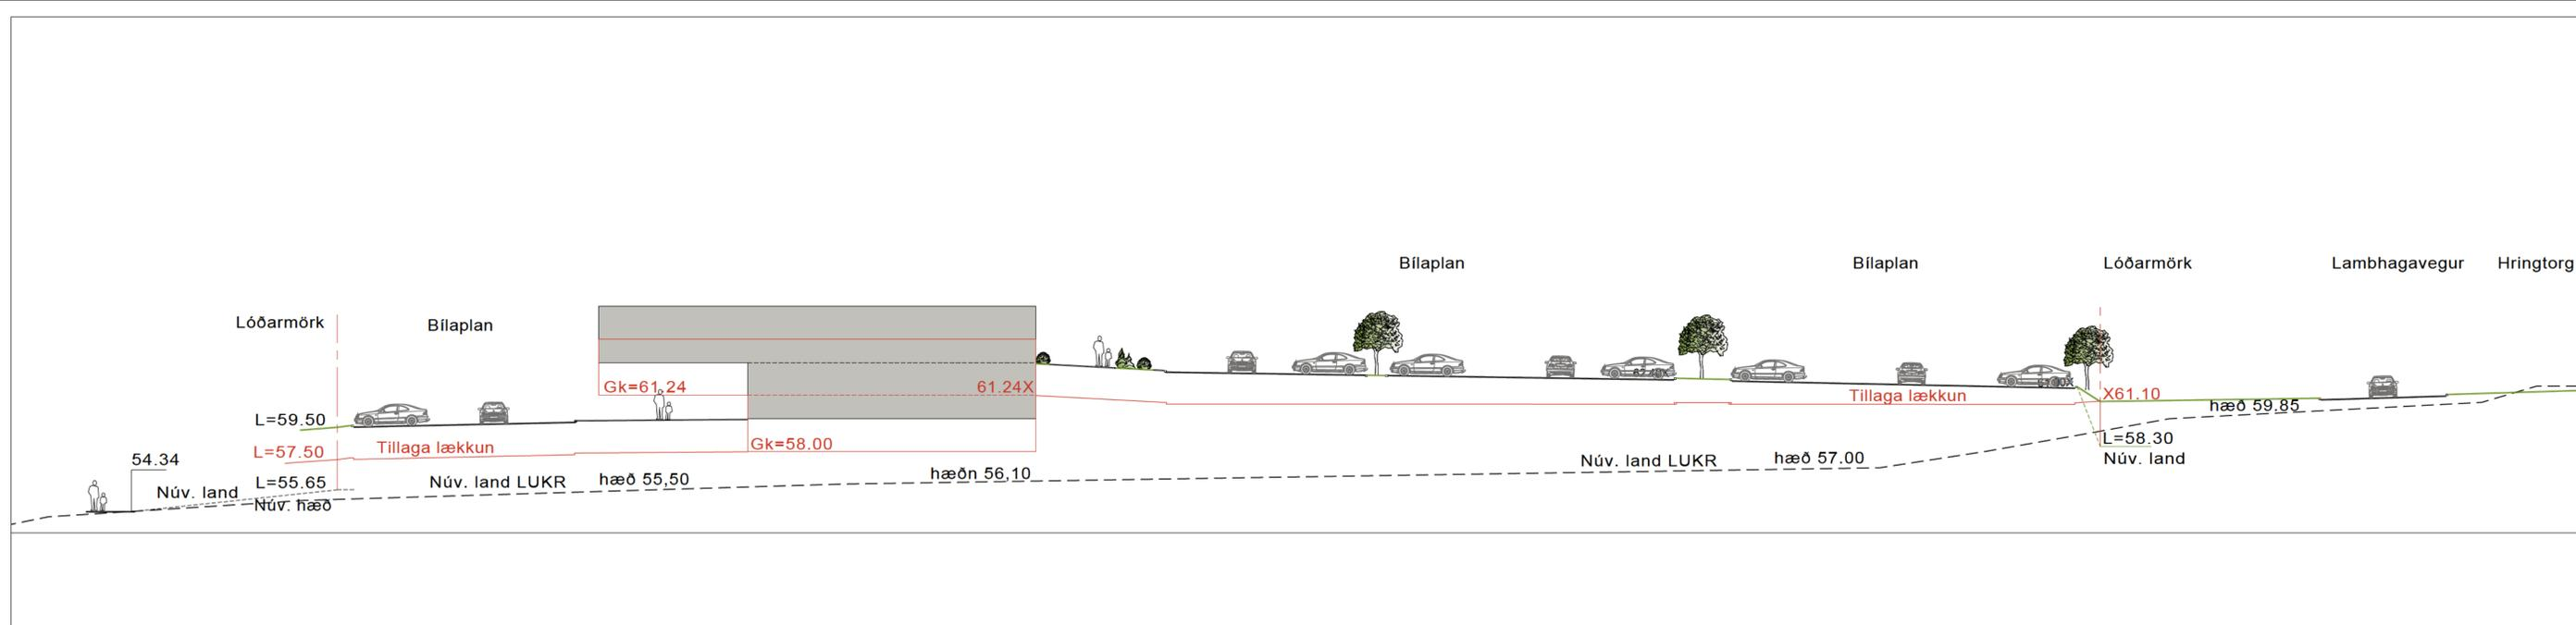 Bílaplan
Bílaplan
Lóðarmörk
Lambhagavegur
Hringtorg
Lóðarmörk
Bílaplan
Gk=61.24
61.24X
Tillaga lækkun
X61.10
hæð 59.85
L=59.50
L=57.50
Tillaga lækkun
Gk=58.00
L=58.30
Núv. land
54.34
Núv. land
L=55.65
Núv. hæð
Núv. land LUKR
hæð 55,50
hæðn 56,10
Núv. land LUKR
hæð 57.00